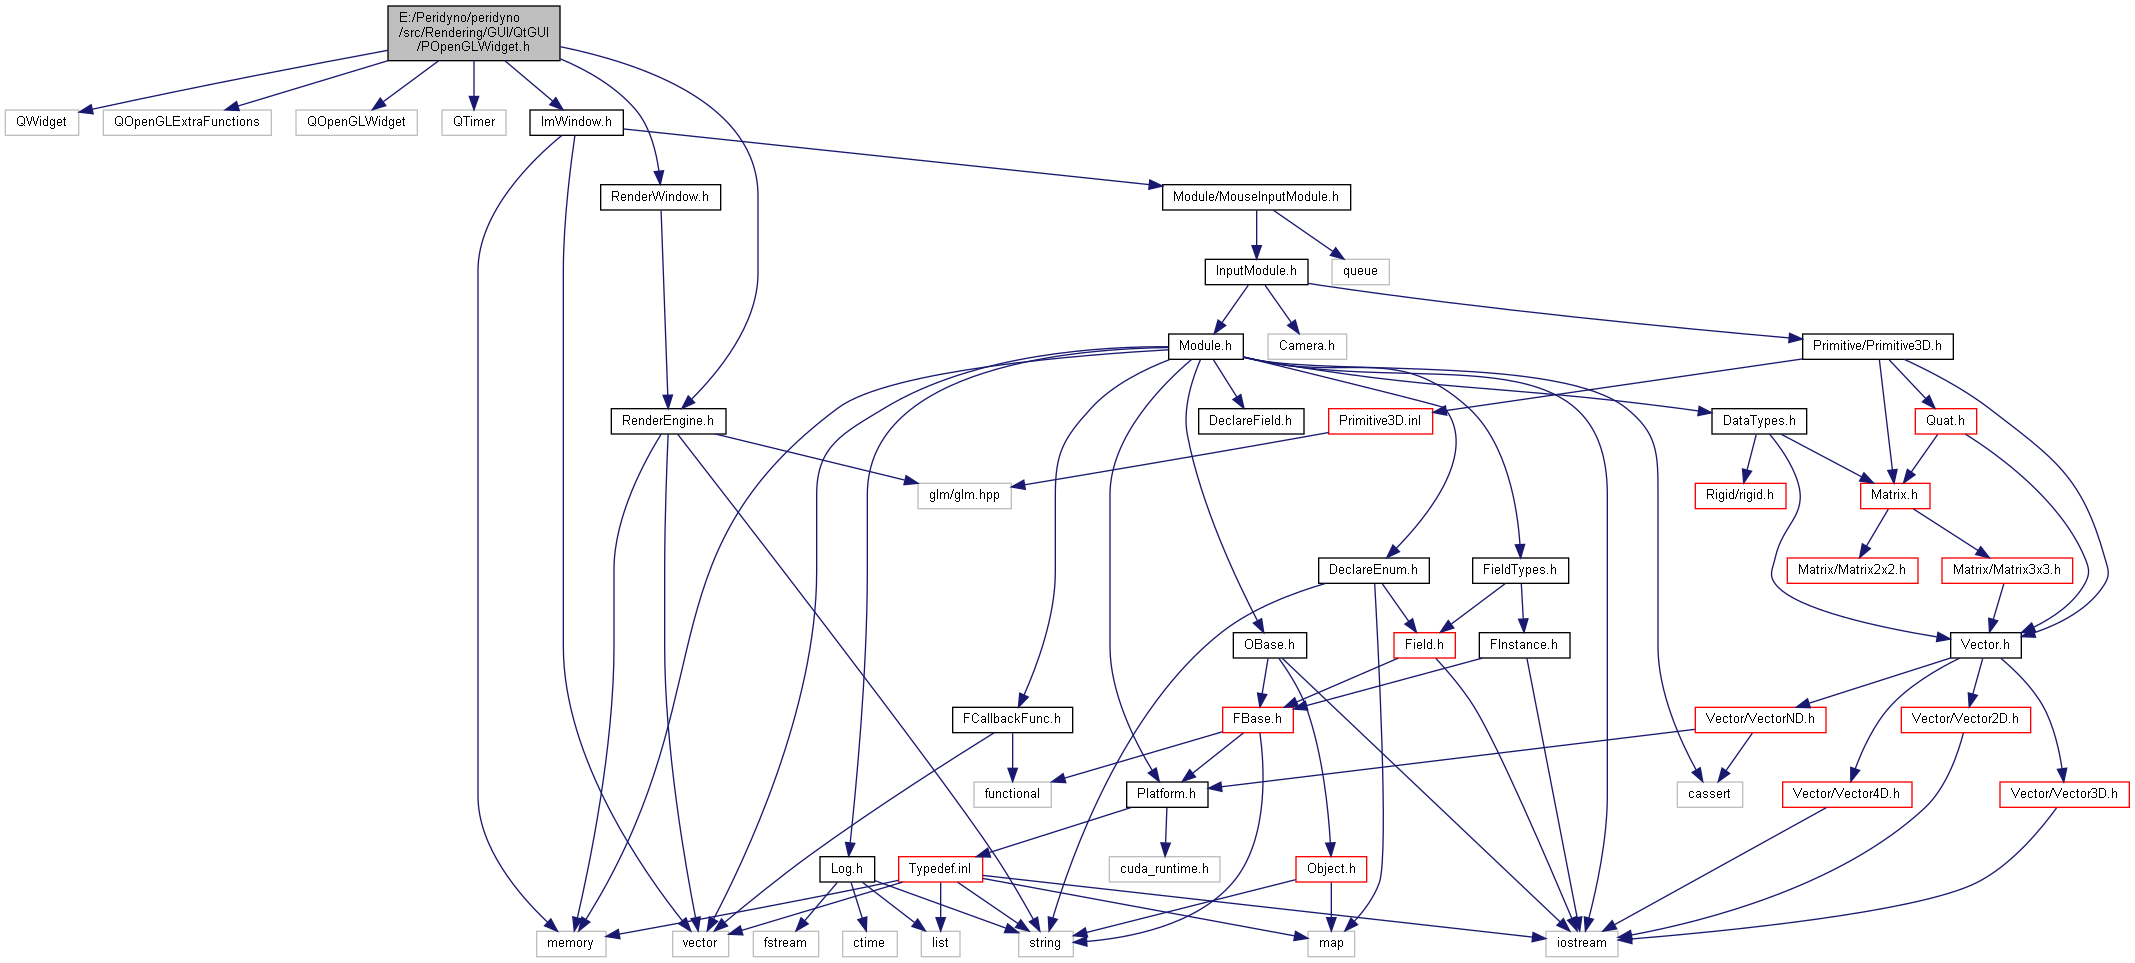 E:/Peridyno/peridyno
/src/Rendering/GUI/QtGUI
/POpenGLWidget.h
QWidget
QOpenGLExtraFunctions
QOpenGLWidget
QTimer
ImWindow.h
RenderWindow.h
Module/MouseInputModule.h
InputModule.h
queue
Module.h
Camera.h
Primitive/Primitive3D.h
RenderEngine.h
DeclareField.h
Primitive3D.inl
DataTypes.h
Quat.h
glm/glm.hpp
Rigid/rigid.h
Matrix.h
DeclareEnum.h
FieldTypes.h
Matrix/Matrix2x2.h
Matrix/Matrix3x3.h
OBase.h
Field.h
FInstance.h
Vector.h
FCallbackFunc.h
FBase.h
Vector/VectorND.h
Vector/Vector2D.h
functional
Platform.h
cassert
Vector/Vector4D.h
Vector/Vector3D.h
Log.h
Typedef.inl
cuda_runtime.h
Object.h
memory
vector
fstream
ctime
list
string
map
iostream